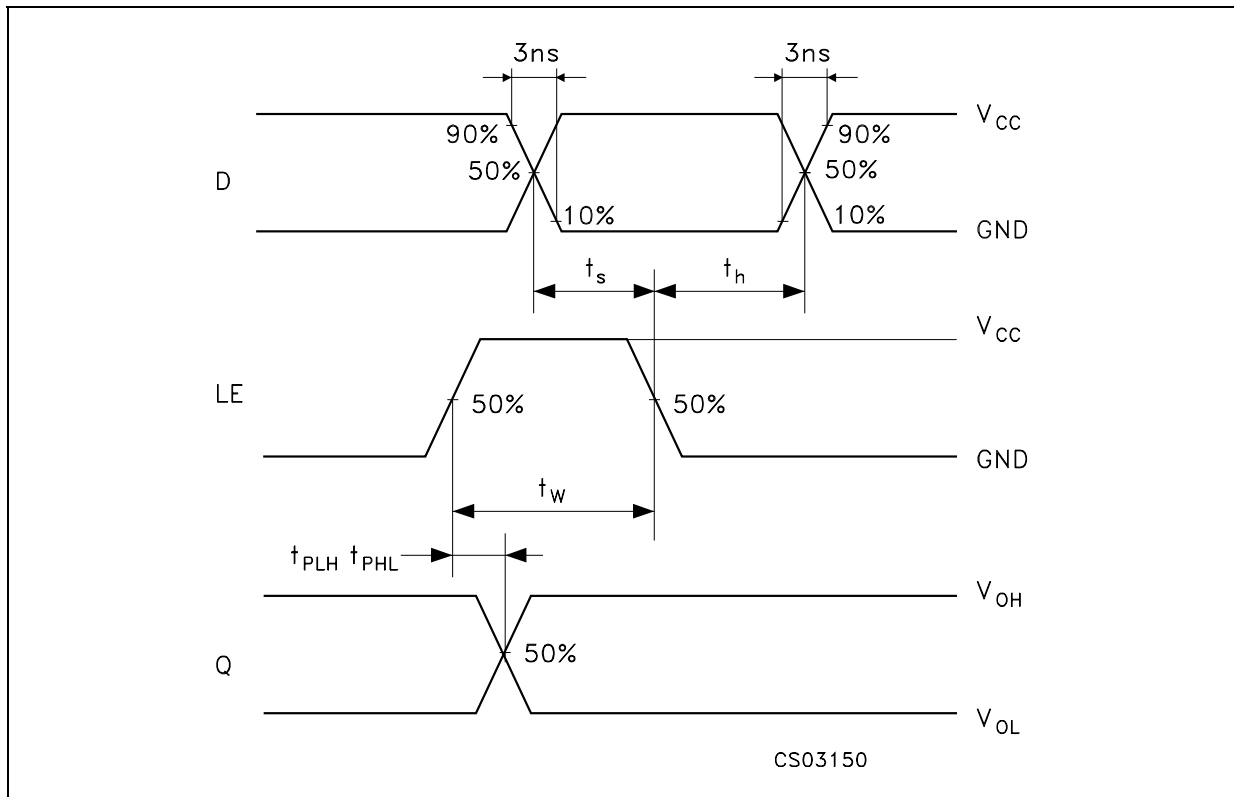 3ns 3ns
V_CC
90% 90%
D 50% 50%
10% 10%
GND
t_s t_h
V_CC
LE 50% 50%
GND
t_W
t_PLH t_PHL
V_OH
Q 50%
V_OL
CS03150